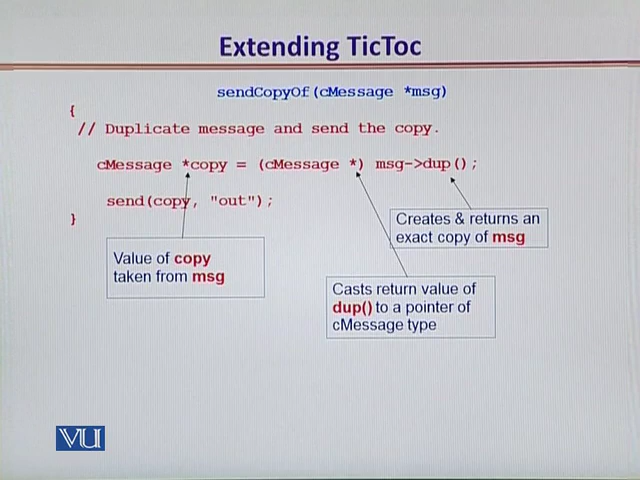 Extending TicToc
sendCopyOf(cMessage *msg)
{
// Duplicate message and send the copy.
cMessage *copy = (cMessage *) msg->dup();
send(copy, "out");
}
Creates & returns an
exact copy of msg
Value of copy
taken from msg
Casts return value of
dup() to a pointer of
cMessage type
VU